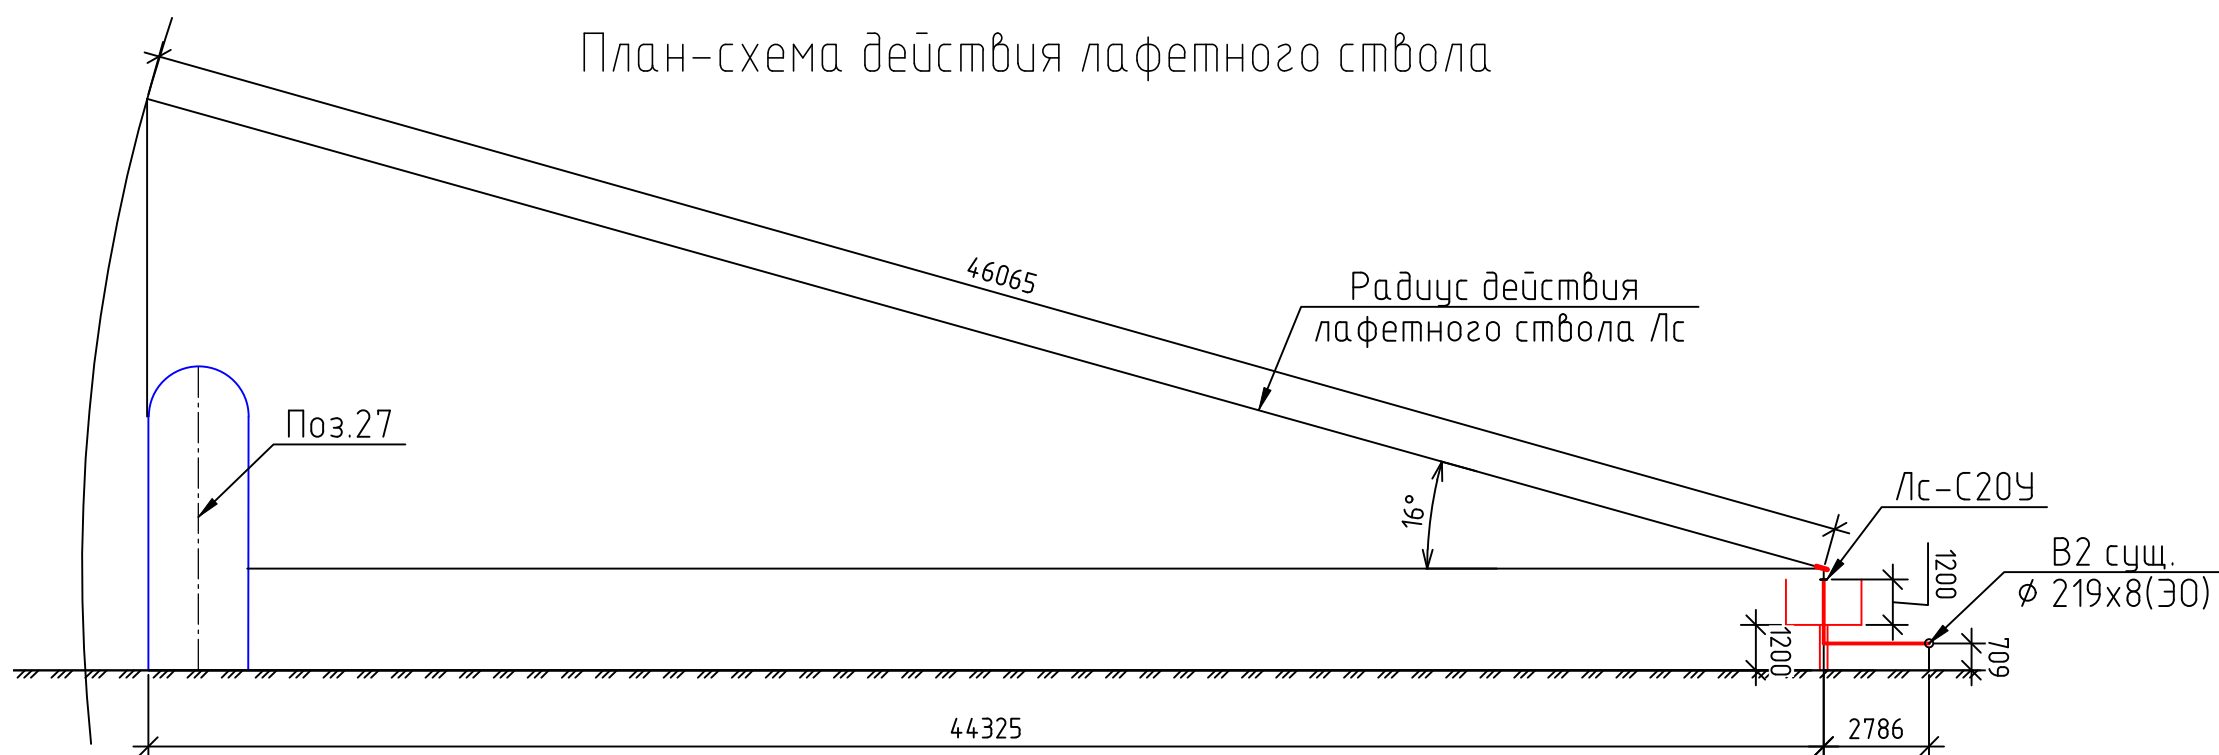 План-схема действия лафетного ствола
46065
Радиус действия
лафетного ствола Лс
Поз.27
16°
Лс-С20У
1200
В2 сущ.
ϕ 219х8(ЭО)
1200
709
44325
2786